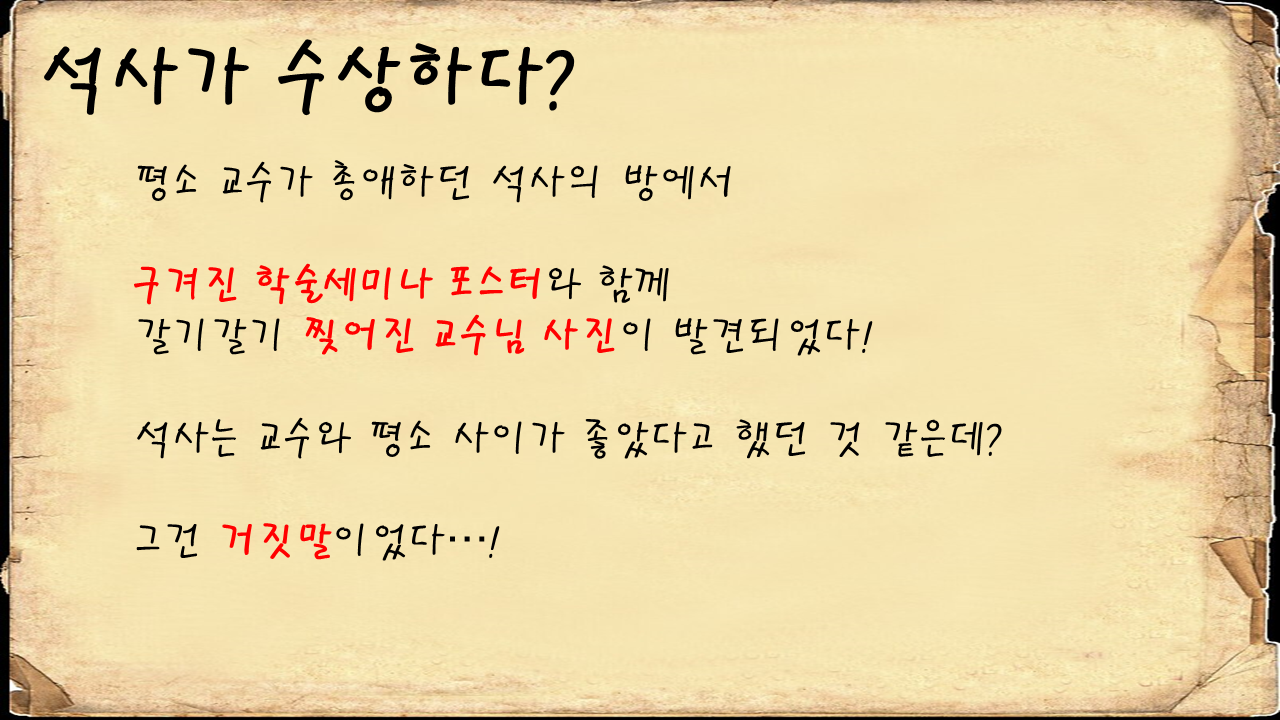 석사가 수상하다?
평소 교수가 총애하던 석사의 방에서
구겨진 학술세미나 포스터와 함께
갈기갈기 찢어진 교수님 사진이 발견되었다!
석사는 교수와 평소 사이가 좋았다고 했던 것 같은데?
그건 거짓말이었다…!